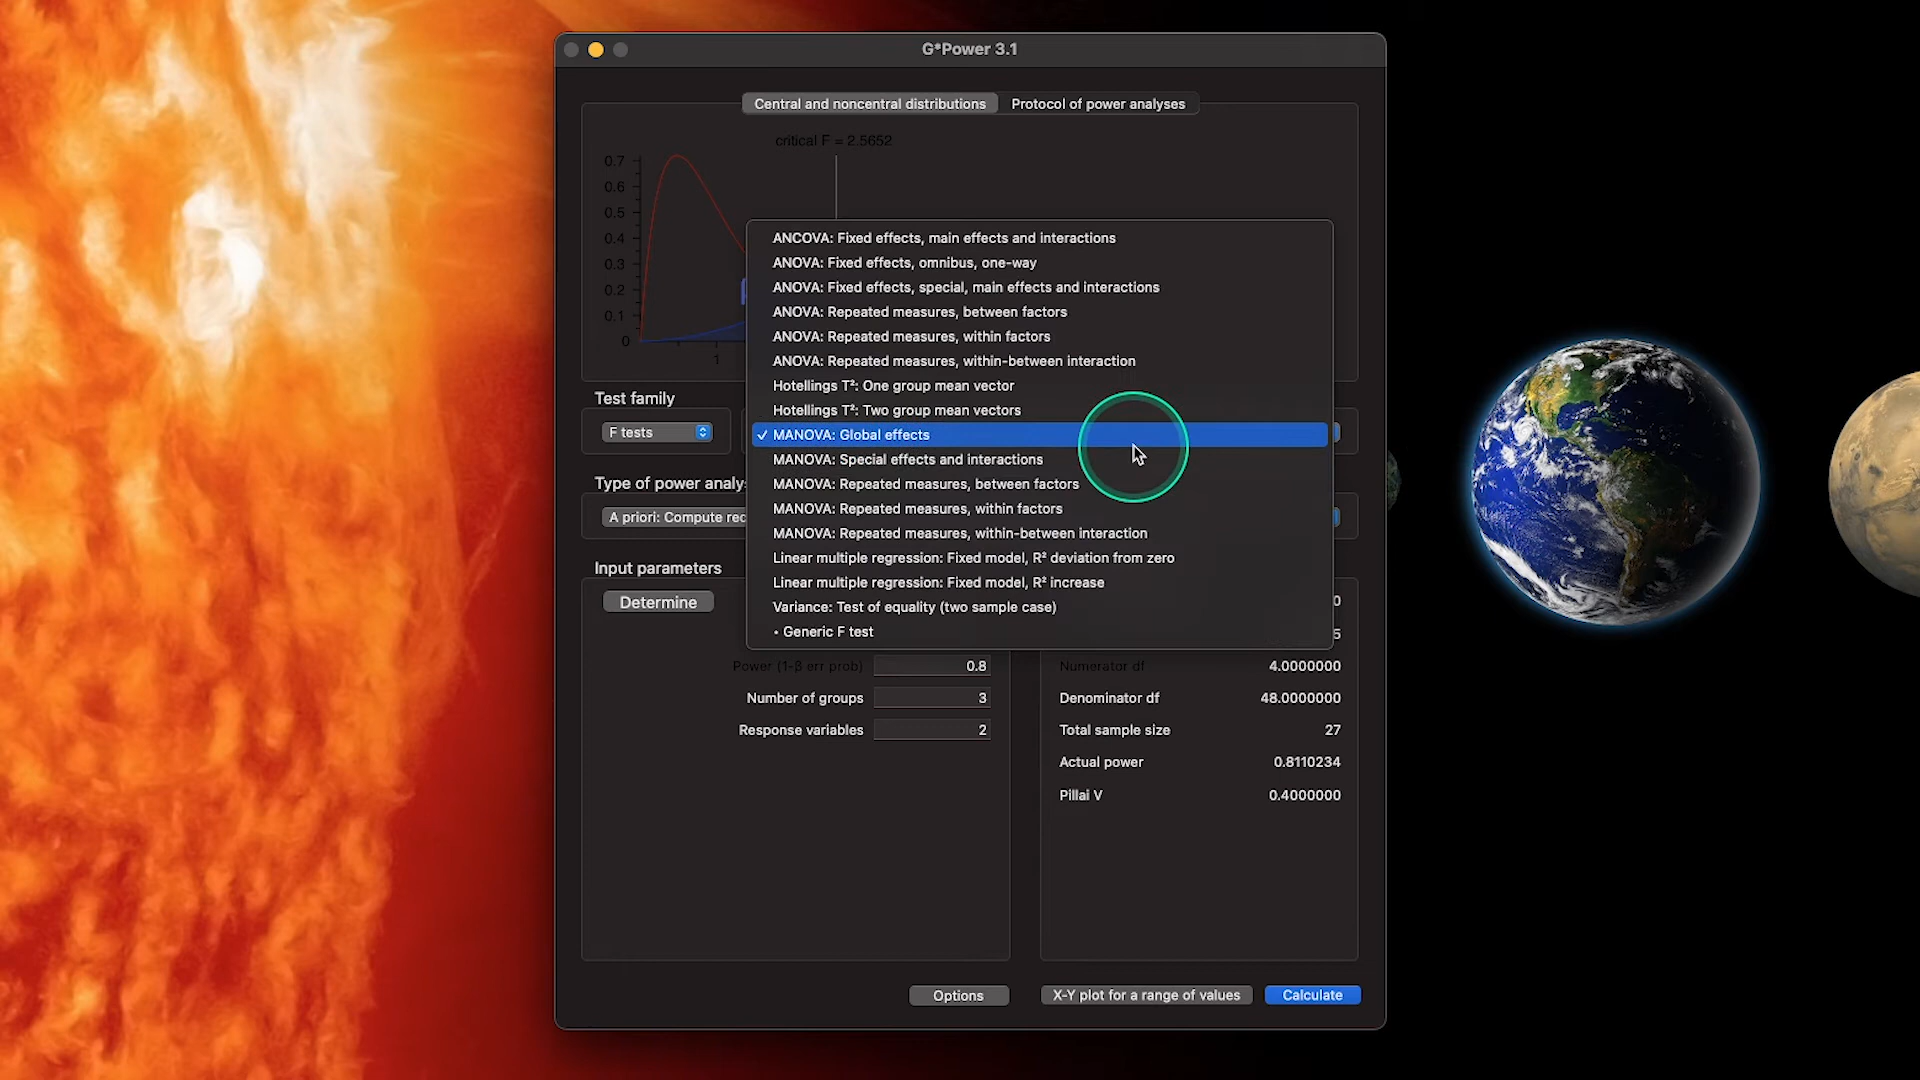 G*Power 3.1
Central and noncentral distributions
Protocol of power analyses
critical F = 2.5652
0.7
0.6
0.5
0.4
0.3
0.2
0.1
0
1
ANCOVA: Fixed effects, main effects and interactions
ANOVA: Fixed effects, omnibus, one-way
ANOVA: Fixed effects, special, main effects and interactions
ANOVA: Repeated measures, between factors
ANOVA: Repeated measures, within factors
ANOVA: Repeated measures, within-between interaction
Hotellings T²: One group mean vector
Hotellings T²: Two group mean vectors
✓ MANOVA: Global effects
MANOVA: Special effects and interactions
MANOVA: Repeated measures, between factors
MANOVA: Repeated measures, within factors
MANOVA: Repeated measures, within-between interaction
Linear multiple regression: Fixed model, R² deviation from zero
Linear multiple regression: Fixed model, R² increase
Variance: Test of equality (two sample case)
• Generic F test
Test family
F tests
Type of power analy
A priori: Compute rec
Input parameters
Determine
0
5
Power (1-β err prob) 0.8
Number of groups 3
Response variables 2
Numerator df 4.0000000
Denominator df 48.0000000
Total sample size 27
Actual power 0.8110234
Pillai V 0.4000000
Options
X-Y plot for a range of values
Calculate